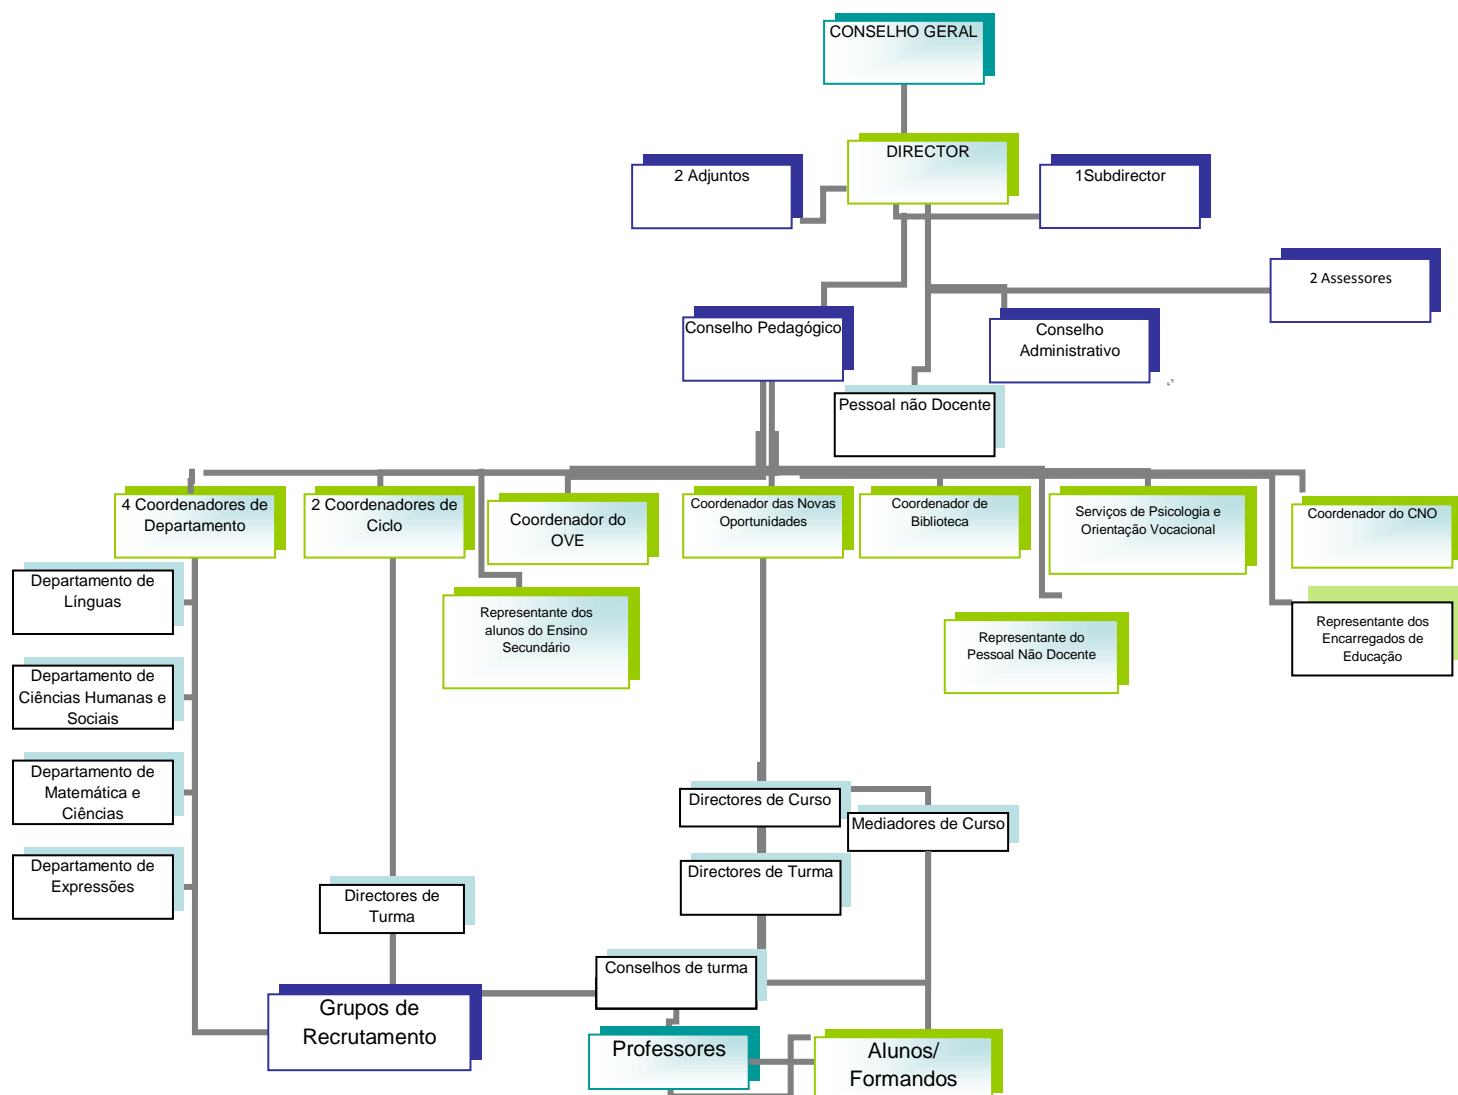 CONSELHO GERAL
DIRECTOR
2 Adjuntos
1Subdirector
2 Assessores
Conselho Pedagógico
Conselho
Administrativo
Pessoal não Docente
4 Coordenadores de
Departamento
2 Coordenadores de
Ciclo
Coordenador do
OVE
Coordenador das Novas
Oportunidades
Coordenador de
Biblioteca
Serviços de Psicologia e
Orientação Vocacional
Coordenador do CNO
Departamento de
Línguas
Representante dos
alunos do Ensino
Secundário
Representante do
Pessoal Não Docente
Representante dos
Encarregados de
Educação
Departamento de
Ciências Humanas e
Sociais
Departamento de
Matemática e
Ciências
Directores de Curso
Mediadores de Curso
Departamento de
Expressões
Directores de
Turma
Directores de Turma
Conselhos de turma
Grupos de
Recrutamento
Professores
Alunos/
Formandos